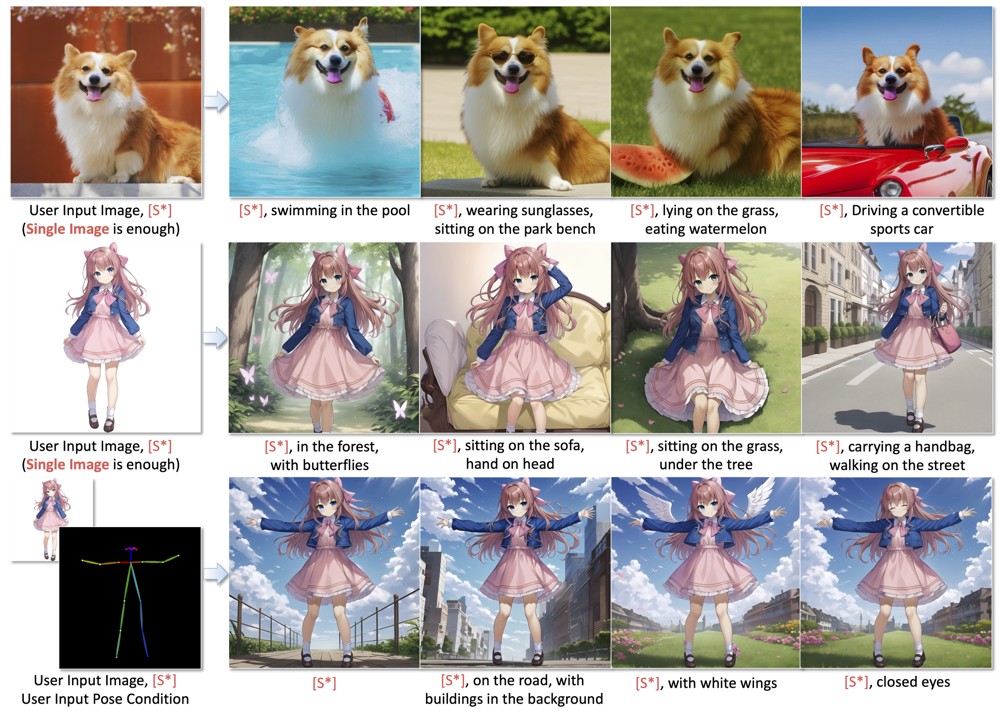 User Input Image, [S*]
(Single Image is enough)
[S*], swimming in the pool
[S*], wearing sunglasses,
sitting on the park bench
[S*], lying on the grass,
eating watermelon
[S*], Driving a convertible
sports car
User Input Image, [S*]
(Single Image is enough)
[S*], in the forest,
with butterflies
[S*], sitting on the sofa,
hand on head
[S*], sitting on the grass,
under the tree
[S*], carrying a handbag,
walking on the street
User Input Image, [S*]
User Input Pose Condition
[S*]
[S*], on the road, with
buildings in the background
[S*], with white wings
[S*], closed eyes